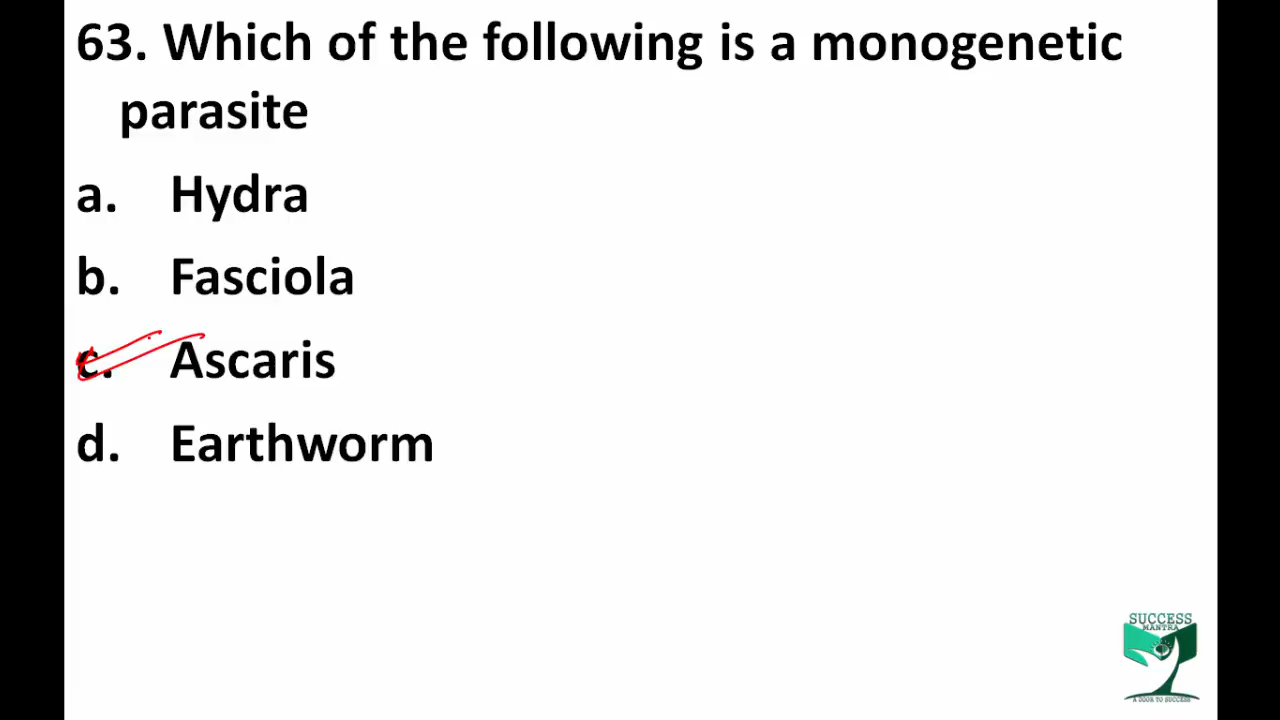 63. Which of the following is a monogenetic
parasite
a. Hydra
b. Fasciola
c. Ascaris
d. Earthworm
SUCCESS
MANTRA
A DOOR TO SUCCESS